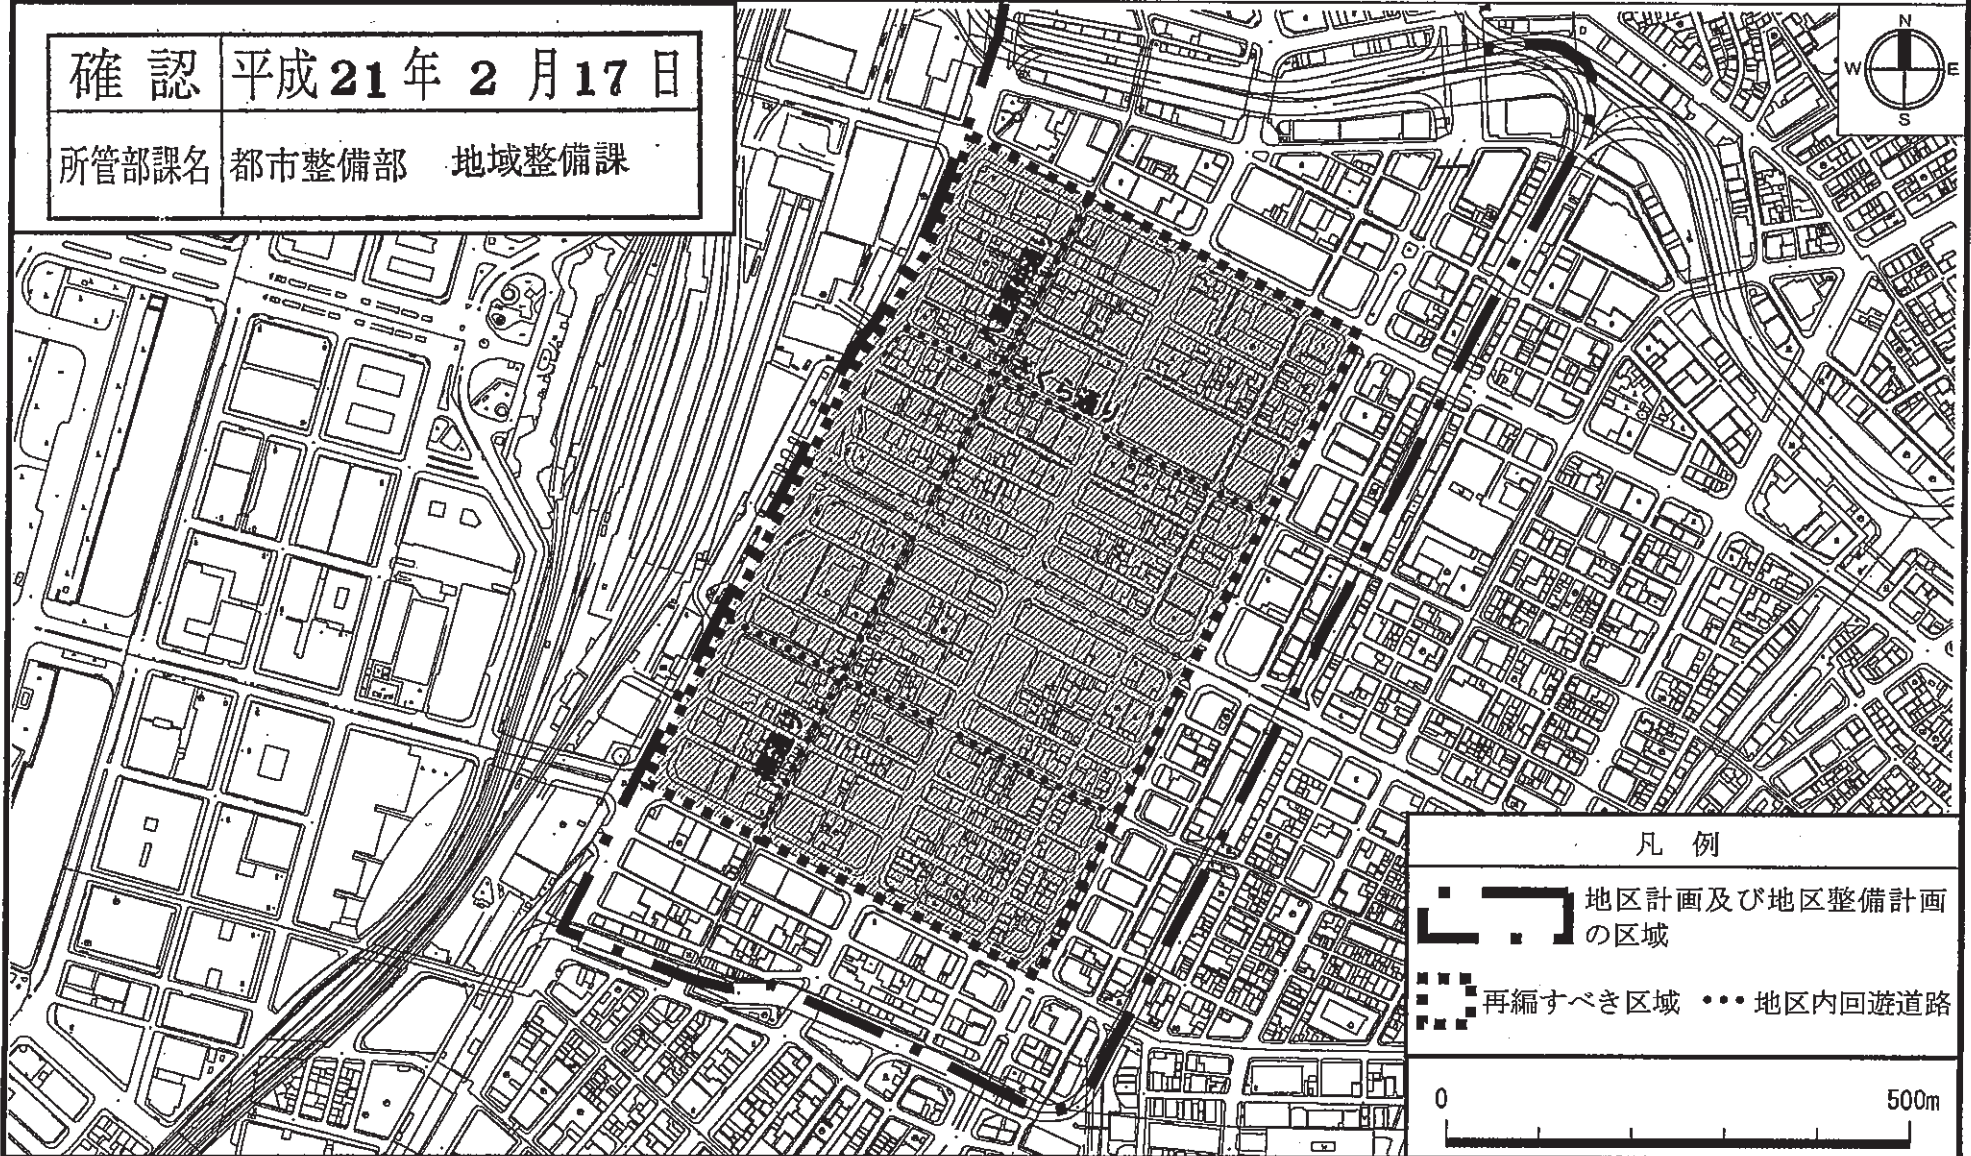 確認 平成21年2月17日
所管部課名 都市整備部 地域整備課
N
W E
S
さくら通り
凡例
地区計画及び地区整備計画
の区域
再編すべき区域 ・・・地区内回遊道路
0 500m